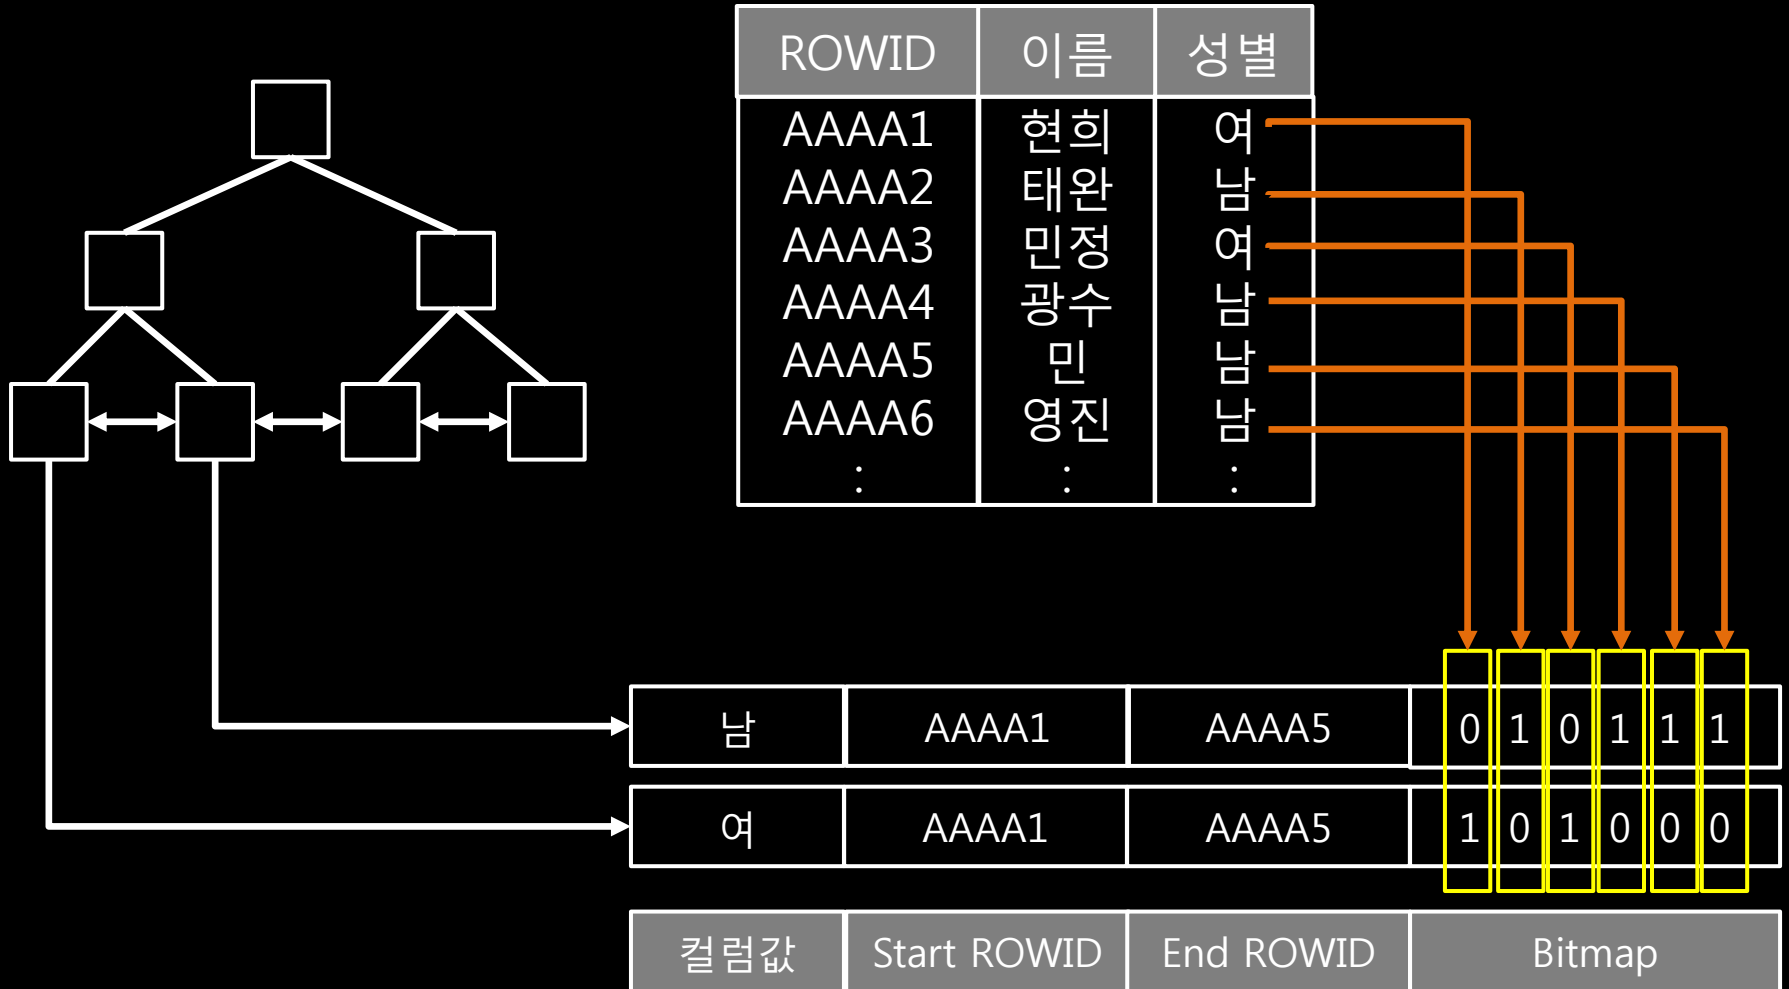 ROWID 이름 성별
AAAA1 현희 여
AAAA2 태완 남
AAAA3 민정 여
AAAA4 광수 남
AAAA5 민 남
AAAA6 영진 남
: : :
남 AAAA1 AAAA5 0 1 0 1 1 1
여 AAAA1 AAAA5 1 0 1 0 0 0
컬럼값 Start ROWID End ROWID Bitmap